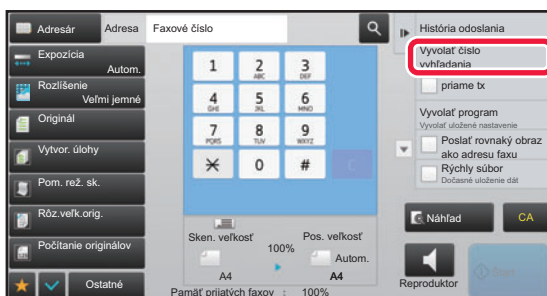 Adresár
Adresa
Faxové číslo
História odoslania
Vyvolať číslo
vyhľadania
priame tx
Vyvolať program
Vyvolať uložené nastavenie
Poslať rovnaký obraz
ako adresu faxu
Rýchly súbor
Dočasné uloženie dát
Expozícia
Autom.
Rozlíšenie
Veľmi jemné
Originál
Vytvor. úlohy
Pom. rež. sk.
Rôz.veľk.orig.
Počítanie originálov
Ostatné
1
2
ABC
3
DEF
4
GHI
5
JKL
6
MNO
7
PQRS
8
TUV
9
WXYZ
0
#
C
Sken. veľkosť
100%
Pos. veľkosť
Autom.
A4
A4
Pamäť prijatých faxov : 100%
Náhľad
CA
Reproduktor
Start